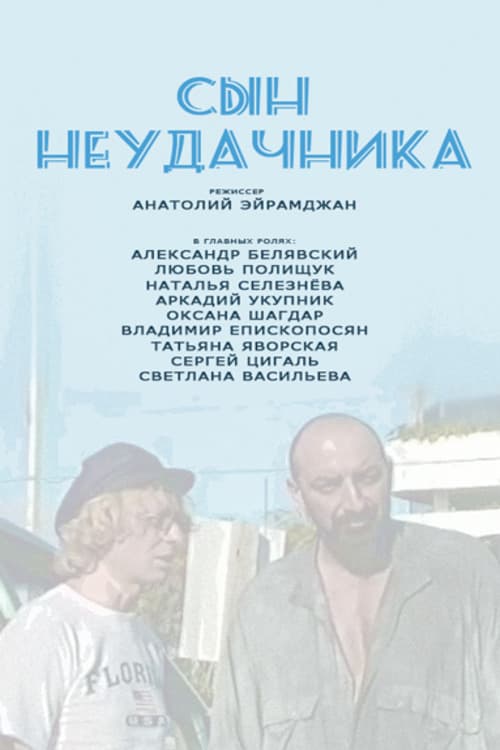 СЫН
НЕУДАЧНИКА
РЕЖИССЕР
АНАТОЛИЙ ЭЙРАМДЖАН
В ГЛАВНЫХ РОЛЯХ:
АЛЕКСАНДР БЕЛЯВСКИЙ
ЛЮБОВЬ ПОЛИЩУК
НАТАЛЬЯ СЕЛЕЗНЁВА
АРКАДИЙ УКУПНИК
ОКСАНА ШАГДАР
ВЛАДИМИР ЕПИСКОПОСЯН
ТАТЬЯНА ЯВОРСКАЯ
СЕРГЕЙ ЦИГАЛЬ
СВЕТЛАНА ВАСИЛЬЕВА
FLORI
USA